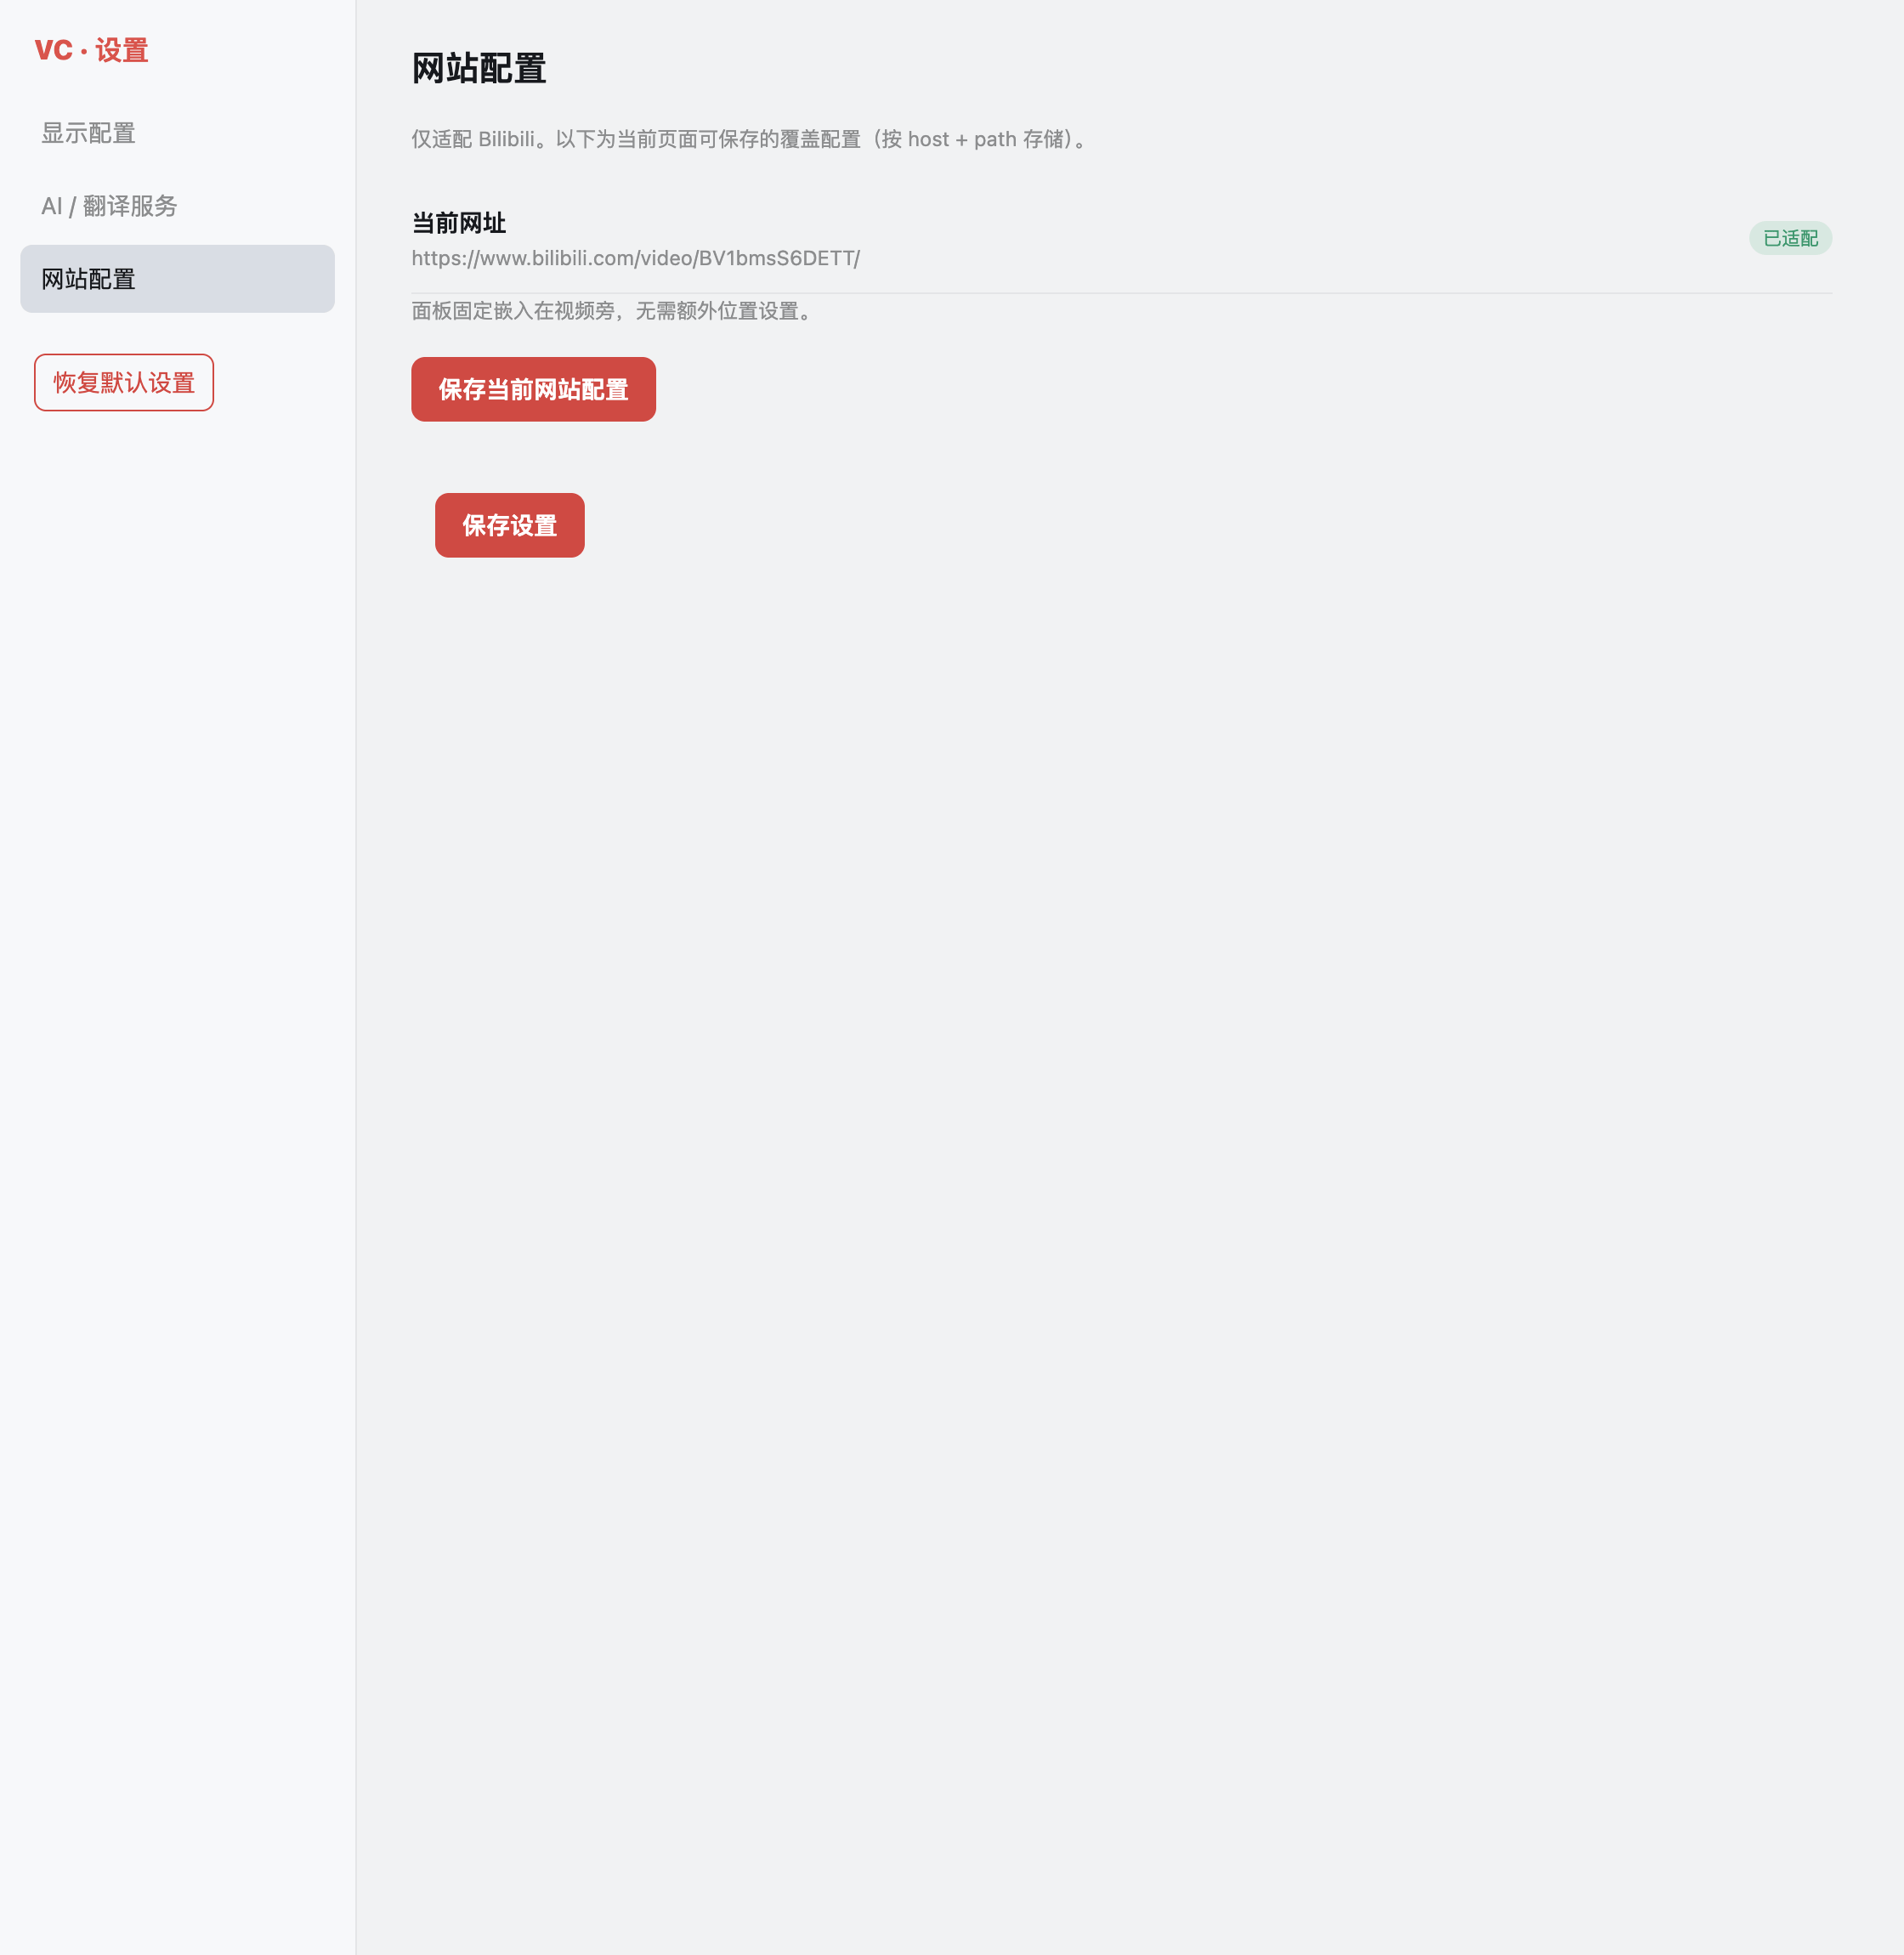 VC · 设置
显示配置
AI / 翻译服务
网站配置
恢复默认设置
网站配置
仅适配 Bilibili。以下为当前页面可保存的覆盖配置（按 host + path 存储）。
当前网址
https://www.bilibili.com/video/BV1bmsS6DETT/
已适配
面板固定嵌入在视频旁，无需额外位置设置。
保存当前网站配置
保存设置